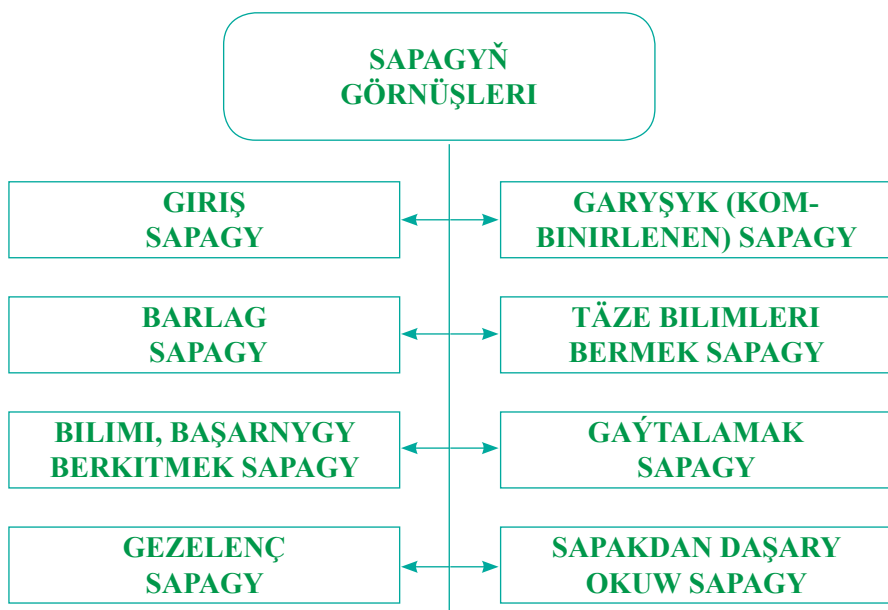 SAPAGYŇ
GÖRNÜŞLERI
GIRIŞ
SAPAGY
GARYŞYK (KOM-
BINIRLENEN) SAPAGY
BARLAG
SAPAGY
TÄZE BILIMLERI
BERMEK SAPAGY
BILIMI, BAŞARNYGY
BERKITMEK SAPAGY
GAÝTALAMAK
SAPAGY
GEZELENÇ
SAPAGY
SAPAKDAN DAŞARY
OKUW SAPAGY